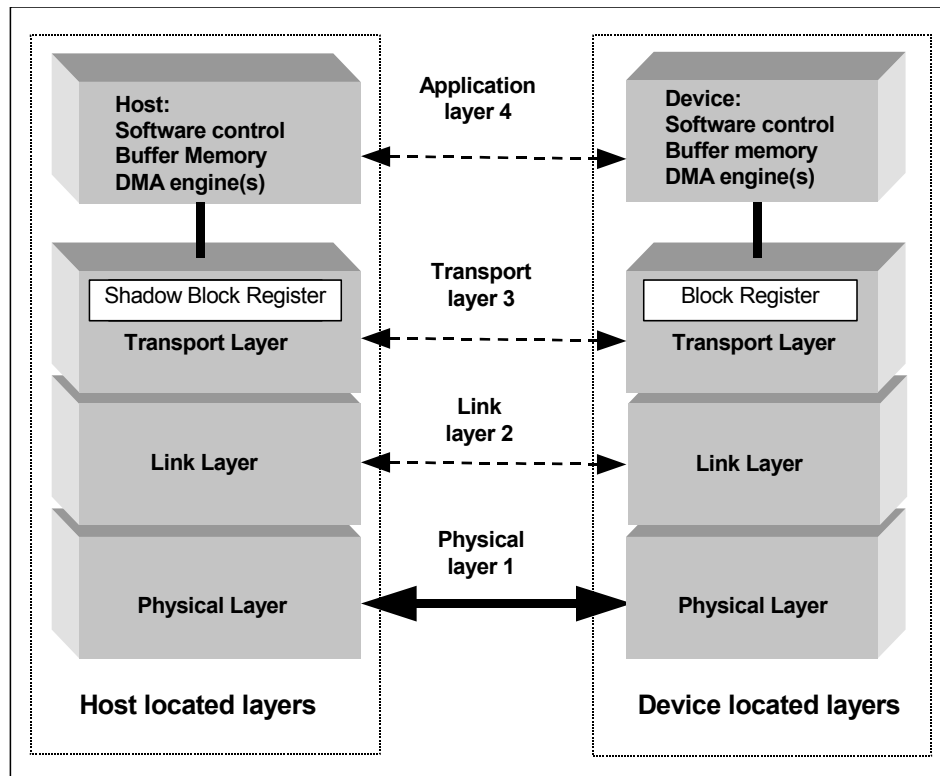 Host:
Software control
Buffer Memory
DMA engine(s)
Application
layer 4
Device:
Software control
Buffer memory
DMA engine(s)
Shadow Block Register
Transport Layer
Transport
layer 3
Block Register
Transport Layer
Link Layer
Link
layer 2
Link Layer
Physical Layer
Physical
layer 1
Physical Layer
Host located layers
Device located layers